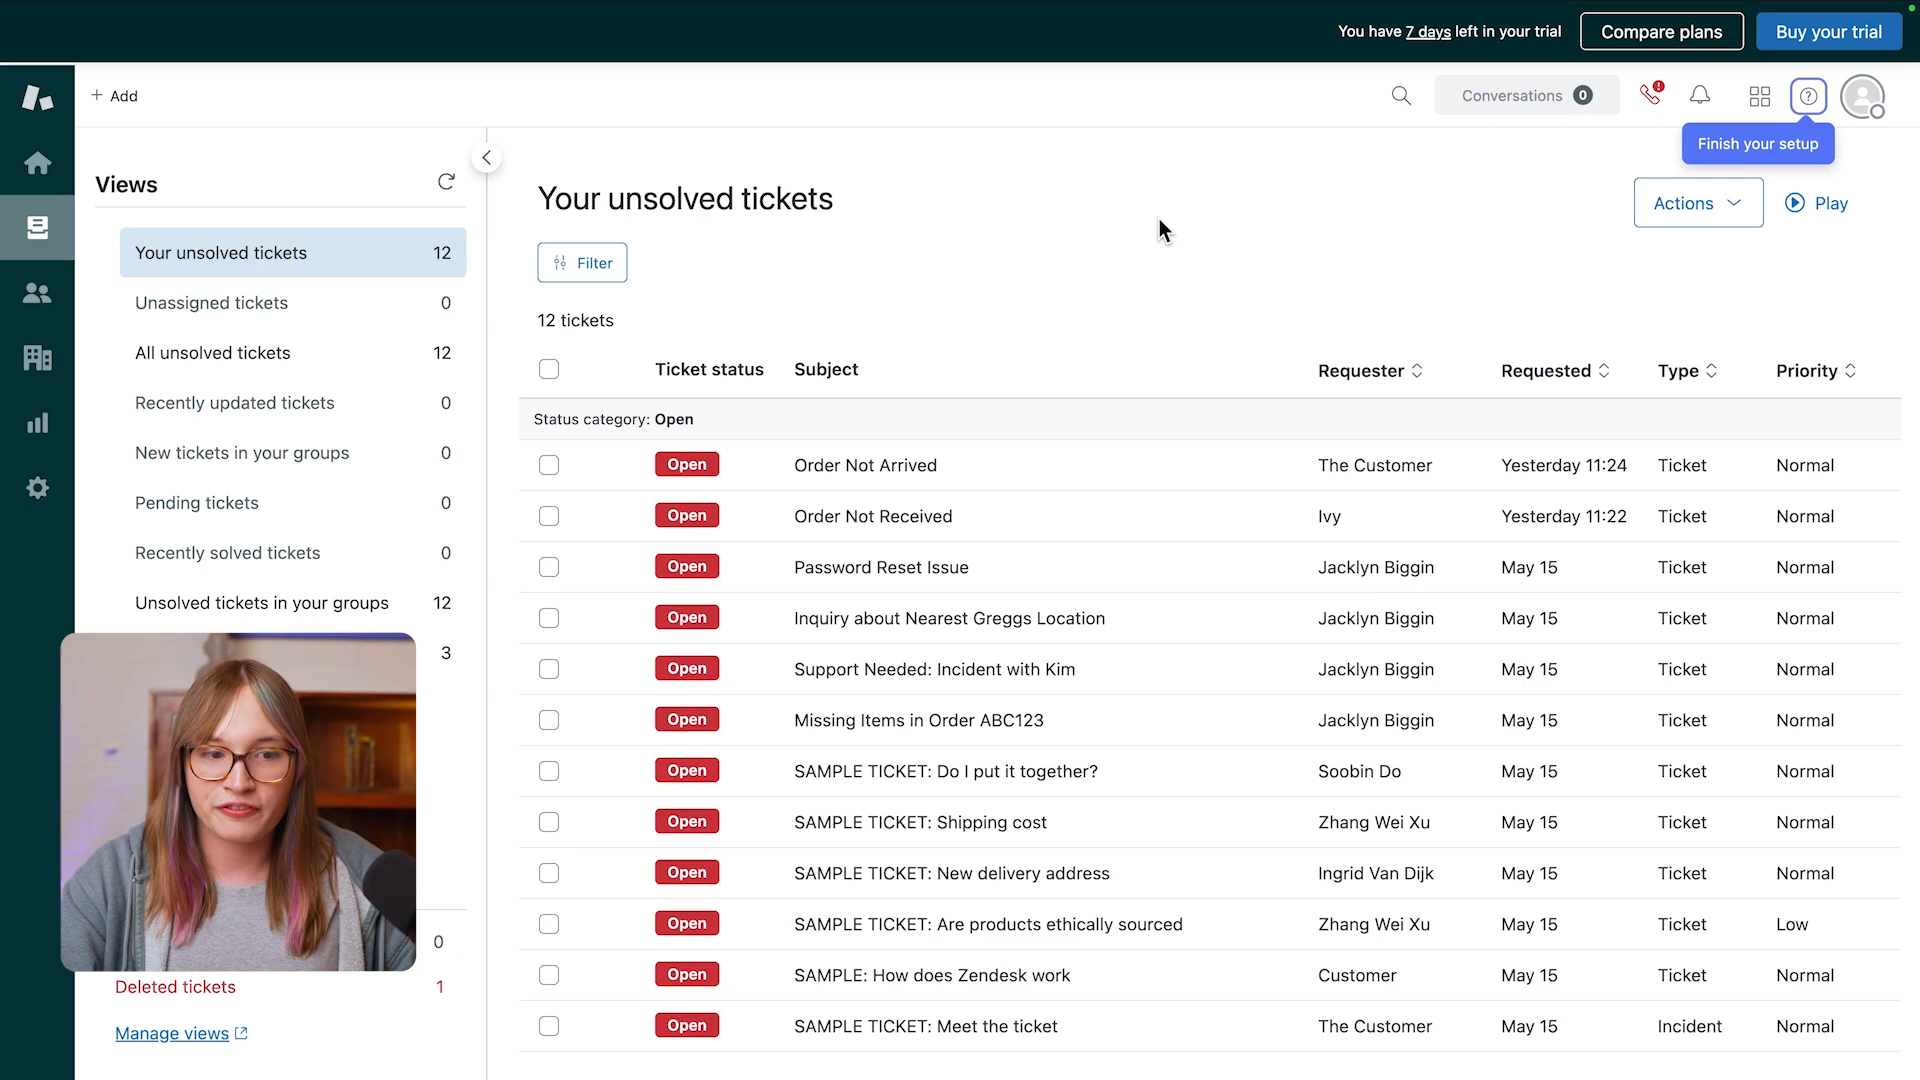 You have 7 days left in your trial
Compare plans
Buy your trial
+ Add
Conversations 0
Finish your setup
Views
Your unsolved tickets 12
Unassigned tickets 0
All unsolved tickets 12
Recently updated tickets 0
New tickets in your groups 0
Pending tickets 0
Recently solved tickets 0
Unsolved tickets in your groups 12
3
0
Deleted tickets 1
Manage views
Your unsolved tickets
Actions
Play
Filter
12 tickets
Ticket status Subject Requester Requested Type Priority
Status category: Open
Open Order Not Arrived The Customer Yesterday 11:24 Ticket Normal
Open Order Not Received Ivy Yesterday 11:22 Ticket Normal
Open Password Reset Issue Jacklyn Biggin May 15 Ticket Normal
Open Inquiry about Nearest Greggs Location Jacklyn Biggin May 15 Ticket Normal
Open Support Needed: Incident with Kim Jacklyn Biggin May 15 Ticket Normal
Open Missing Items in Order ABC123 Jacklyn Biggin May 15 Ticket Normal
Open SAMPLE TICKET: Do I put it together? Soobin Do May 15 Ticket Normal
Open SAMPLE TICKET: Shipping cost Zhang Wei Xu May 15 Ticket Normal
Open SAMPLE TICKET: New delivery address Ingrid Van Dijk May 15 Ticket Normal
Open SAMPLE TICKET: Are products ethically sourced Zhang Wei Xu May 15 Ticket Low
Open SAMPLE: How does Zendesk work Customer May 15 Ticket Normal
Open SAMPLE TICKET: Meet the ticket The Customer May 15 Incident Normal